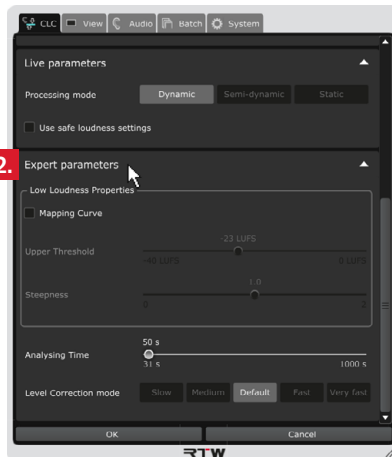 CLC View Audio Batch System
Live parameters
Processing mode Dynamic Semi-dynamic Static
Use safe loudness settings
2. Expert parameters
Low Loudness Properties
Mapping Curve
-23 LUFS
Upper Threshold
-40 LUFS 0 LUFS
1.0
Steepness
0 2
50 s
Analysing Time
31 s 1000 s
Level Correction mode Slow Medium Default Fast Very fast
OK Cancel
RTW